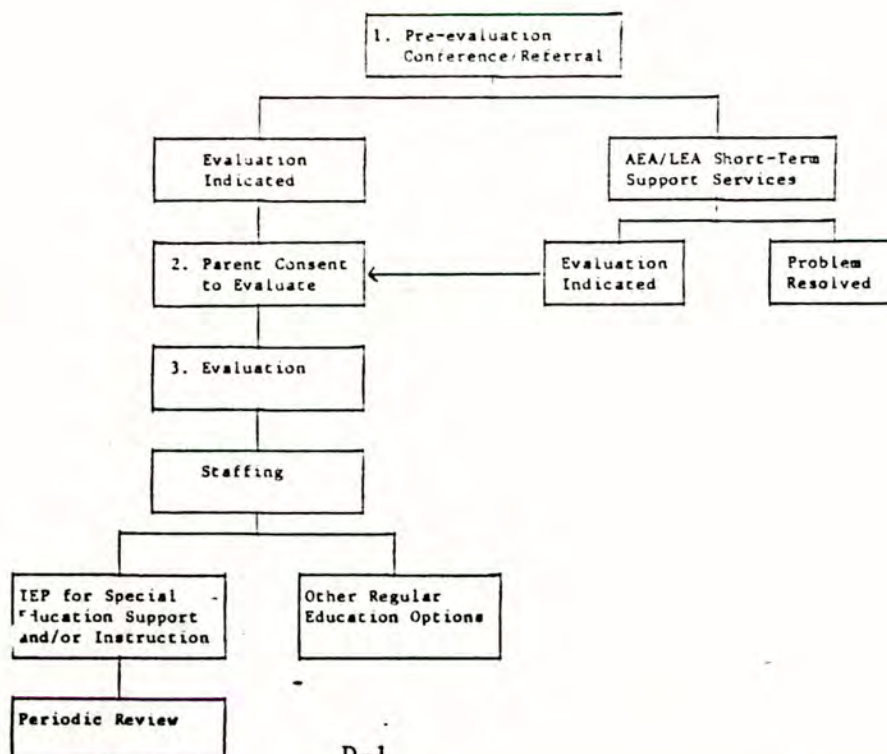 1. Pre-evaluation
Conference/Referral
Evaluation
Indicated
AEA/LEA Short-Term
Support Services
2. Parent Consent
to Evaluate
Evaluation
Indicated
Problem
Resolved
3. Evaluation
Staffing
IEP for Special
Education Support
and/or Instruction
Other Regular
Education Options
Periodic Review
D-1